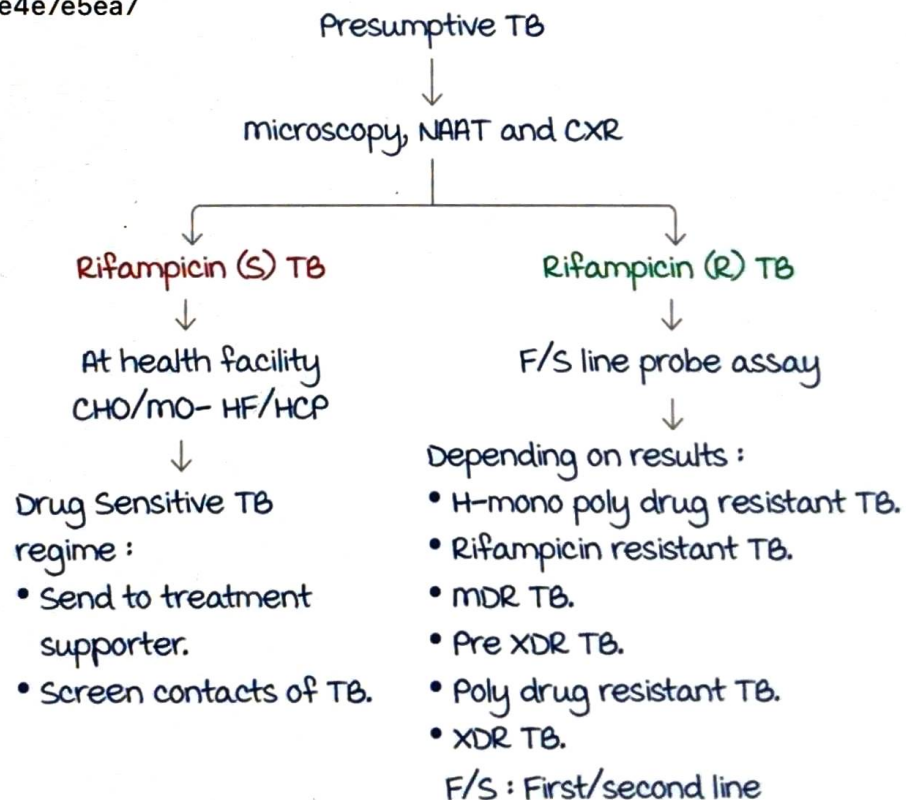 e4e7e5ea7
Presumptive TB
microscopy, NAAT and CXR
Rifampicin (S) TB
Rifampicin (R) TB
At health facility
CHO/MO- HF/HCP
F/S line probe assay
Drug Sensitive TB
regime :
• Send to treatment
supporter.
• Screen contacts of TB.
Depending on results :
• H-mono poly drug resistant TB.
• Rifampicin resistant TB.
• MDR TB.
• Pre XDR TB.
• Poly drug resistant TB.
• XDR TB.
F/S : First/second line